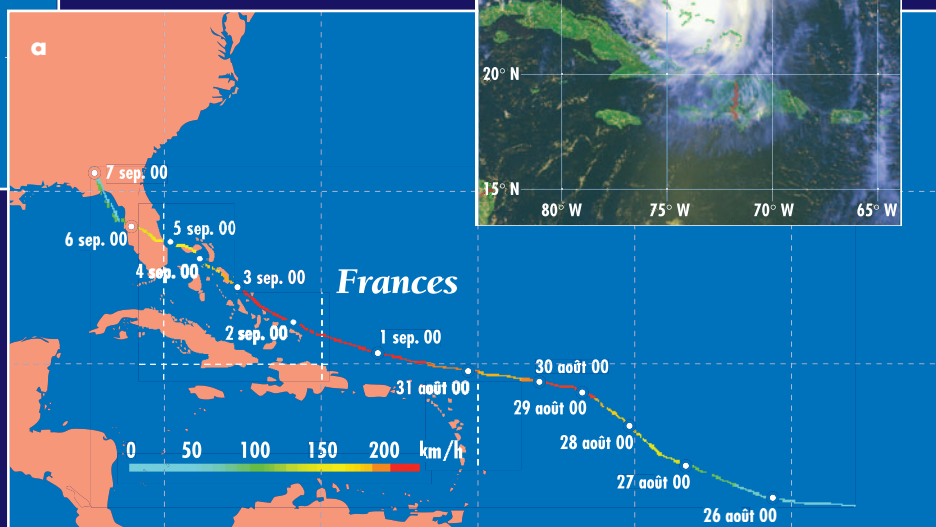 a
20° N
15° N
80° W
75° W
70° W
65° W
7 sep. 00
6 sep. 00
5 sep. 00
4 sep. 00
3 sep. 00
Frances
2 sep. 00
1 sep. 00
31 août 00
30 août 00
29 août 00
28 août 00
27 août 00
26 août 00
0 50 100 150 200 km/h